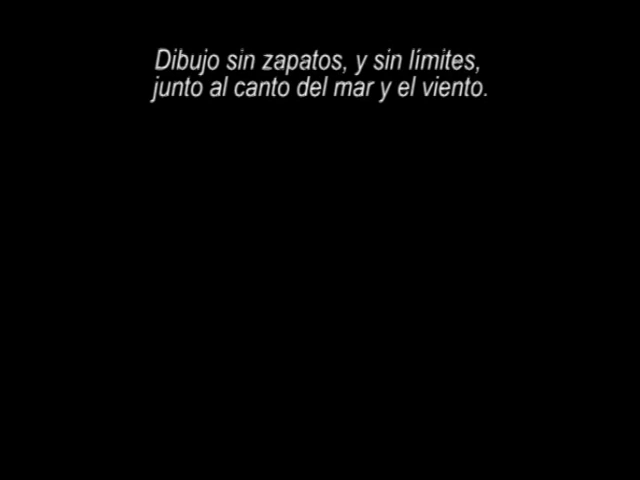 Dibujo sin zapatos, y sin límites,
junto al canto del mar y el viento.